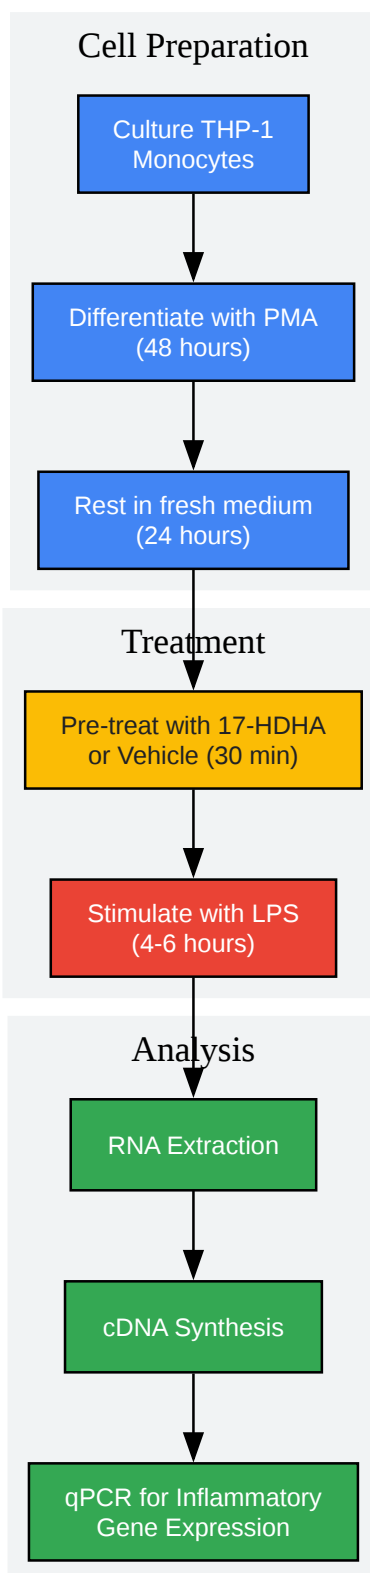 Cell Preparation
Culture THP-1
Monocytes
Differentiate with PMA
(48 hours)
Rest in fresh medium
(24 hours)
Treatment
Pre-treat with 17-HDHA
or Vehicle (30 min)
Stimulate with LPS
(4-6 hours)
Analysis
RNA Extraction
cDNA Synthesis
qPCR for Inflammatory
Gene Expression